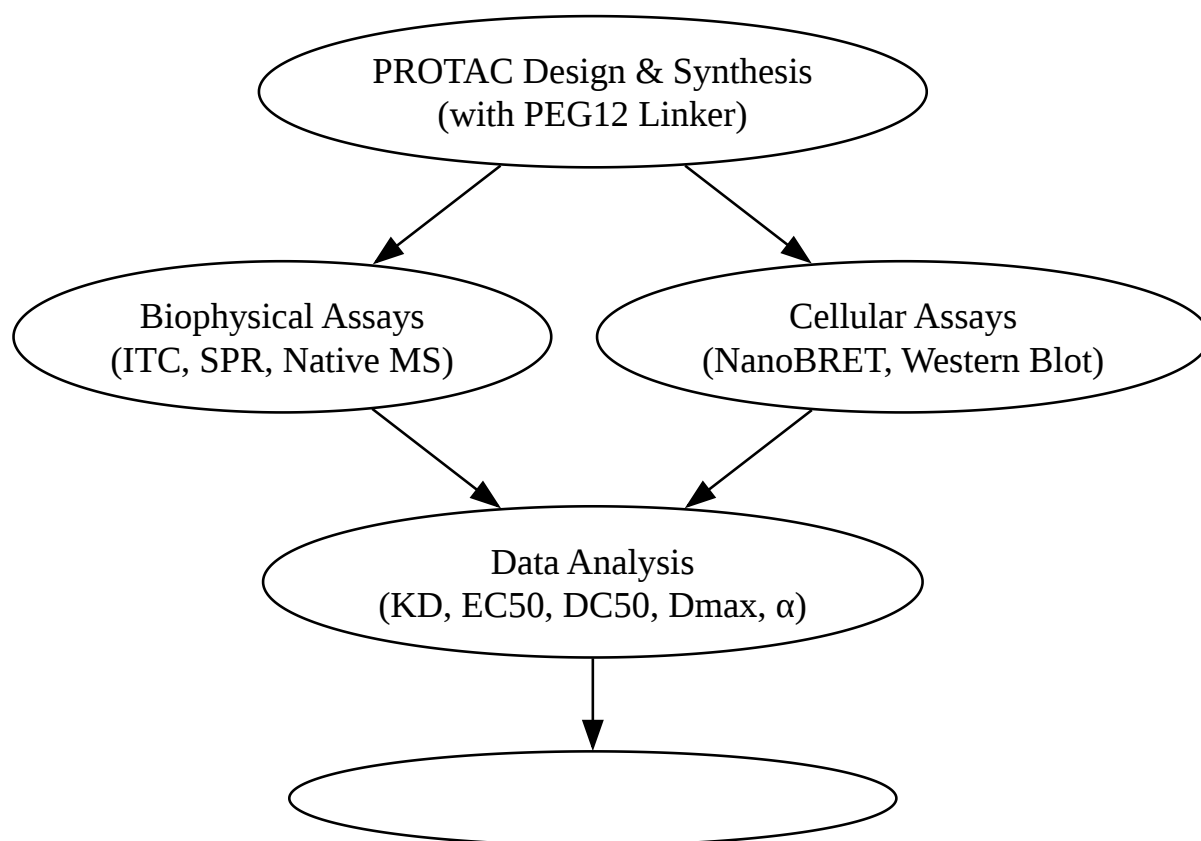 PROTAC Design & Synthesis
(with PEG12 Linker)
Biophysical Assays
(ITC, SPR, Native MS)
Cellular Assays
(NanoBRET, Western Blot)
Data Analysis
(KD, EC50, DC50, Dmax, α)